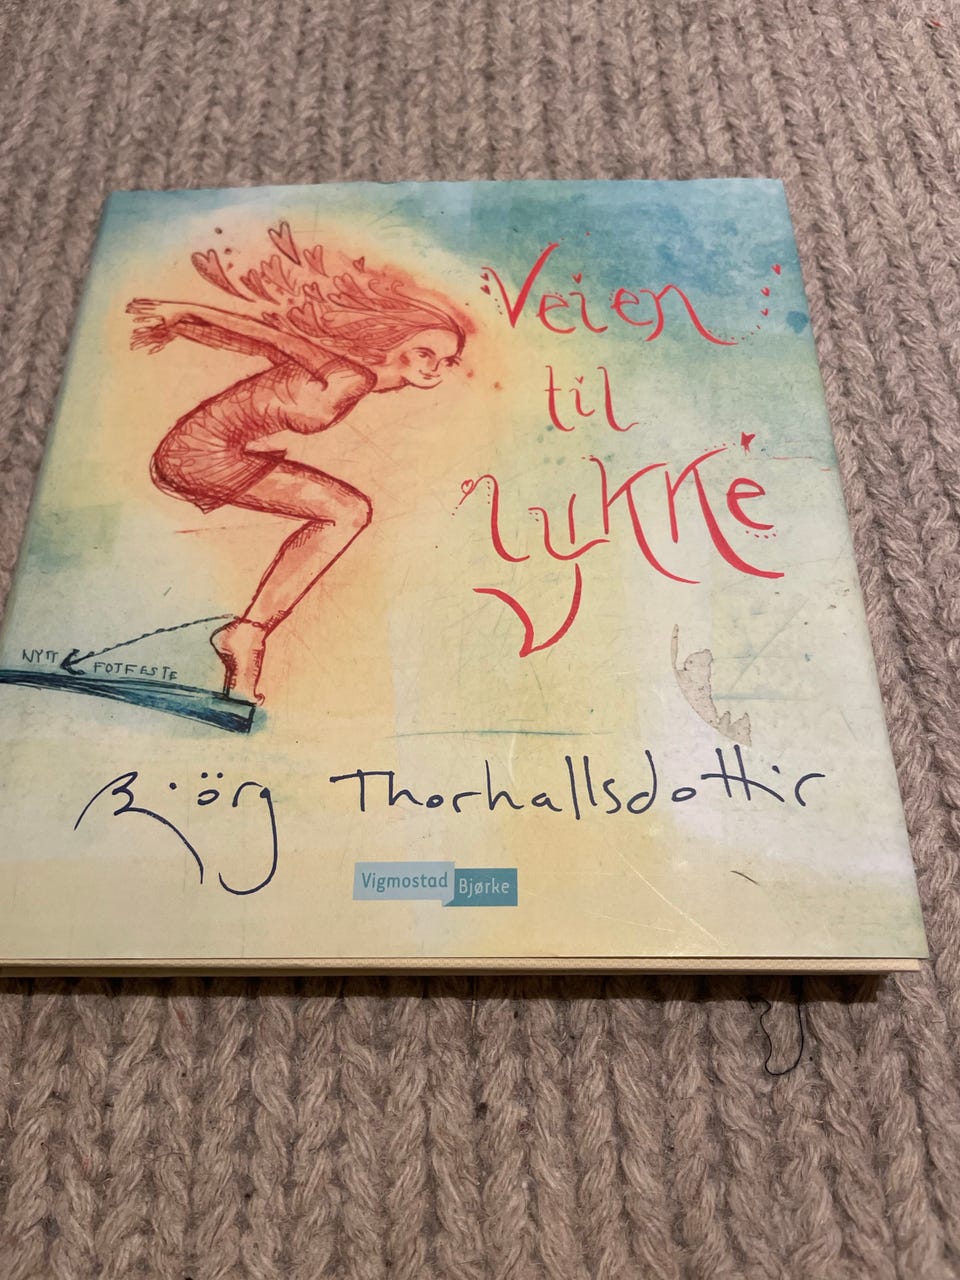 Veien
til
lykke
NYTT FOTFESTE
Björg Thorhallsdottir
Vigmostad Bjørke